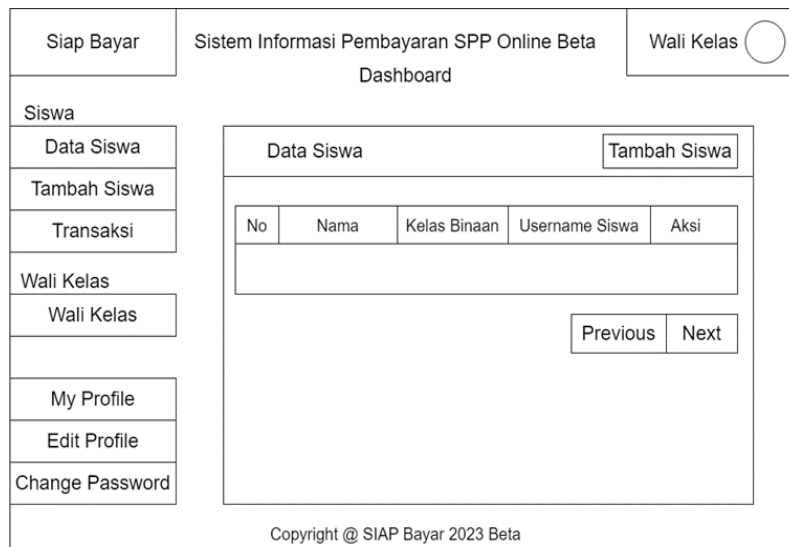 Siap Bayar
Sistem Informasi Pembayaran SPP Online Beta
Wali Kelas
Dashboard
Siswa
Data Siswa
Tambah Siswa
Transaksi
Wali Kelas
Wali Kelas
My Profile
Edit Profile
Change Password
Data Siswa
Tambah Siswa
No Nama Kelas Binaan Username Siswa Aksi
Previous Next
Copyright @ SIAP Bayar 2023 Beta